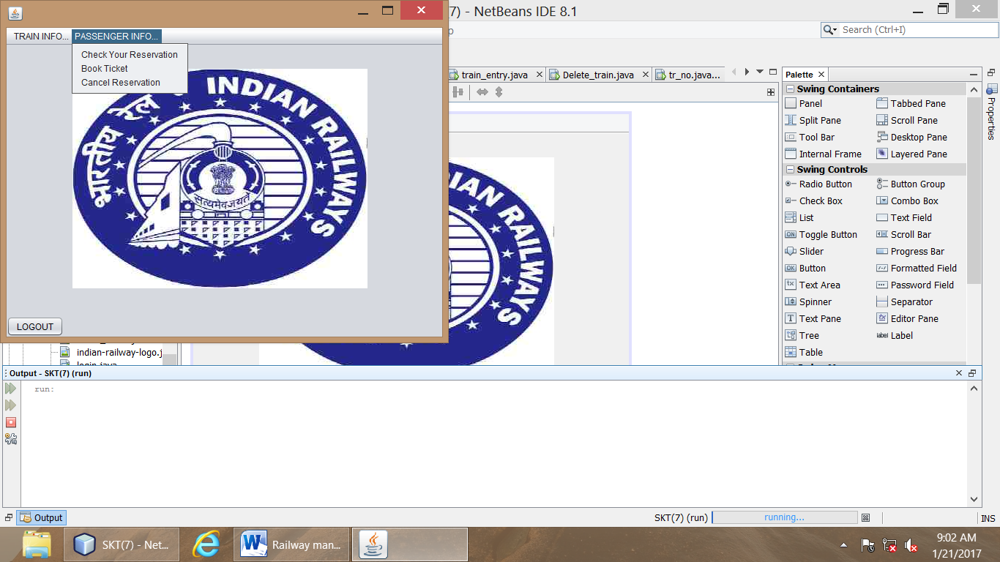 (7) - NetBeans IDE 8.1
Search (Ctrl+I)
TRAIN INFO... PASSENGER INFO...
Check Your Reservation
Book Ticket
Cancel Reservation
भारतीय रेल INDIAN RAILWAYS
सत्यमेव जयते
LOGOUT
train_entry.java Delete_train.java tr_no.java...
INDIAN RAILWAYS
indian-railway-logo.j
login.java
Palette
Swing Containers
Panel Tabbed Pane
Split Pane Scroll Pane
Tool Bar Desktop Pane
Internal Frame Layered Pane
Swing Controls
Radio Button Button Group
Check Box Combo Box
List Text Field
Toggle Button Scroll Bar
Slider Progress Bar
Button Formatted Field
Text Area Password Field
Spinner Separator
Text Pane Editor Pane
Tree Label
Table
Properties
Output - SKT(7) (run)
run:
Output
SKT(7) (run) running... INS
SKT(7) - Net... Railway man...
9:02 AM
1/21/2017